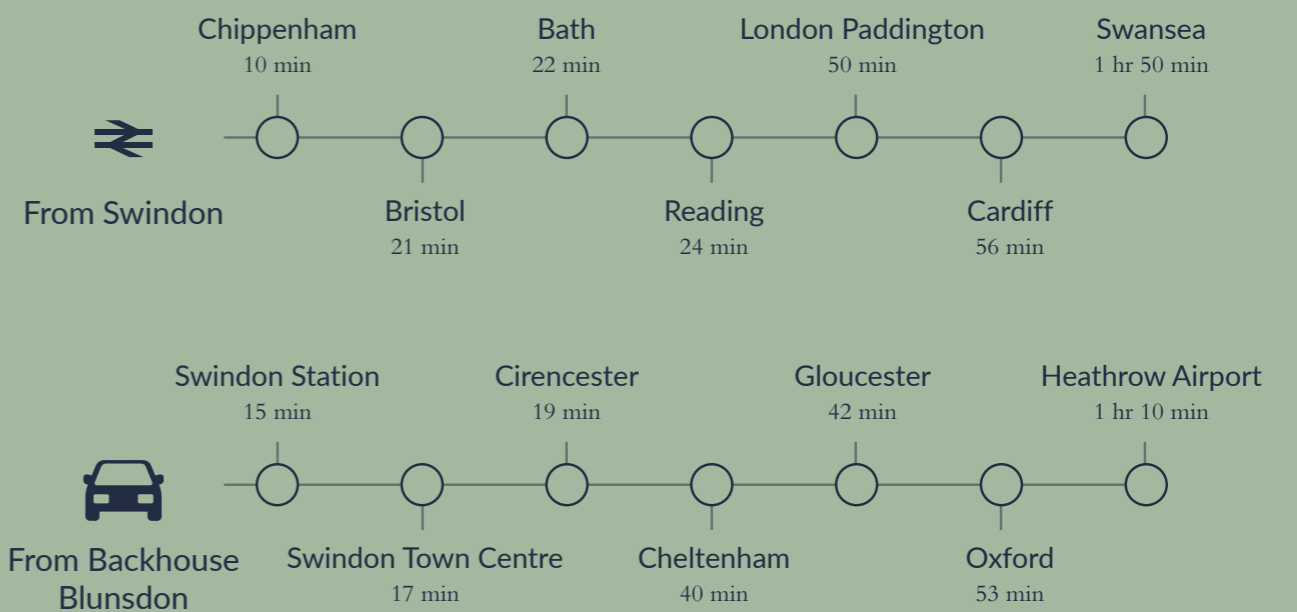 Chippenham
10 min
Bath
22 min
London Paddington
50 min
Swansea
1 hr 50 min
From Swindon
Bristol
21 min
Reading
24 min
Cardiff
56 min
Swindon Station
15 min
Cirencester
19 min
Gloucester
42 min
Heathrow Airport
1 hr 10 min
From Backhouse
Blunsdon
Swindon Town Centre
17 min
Cheltenham
40 min
Oxford
53 min